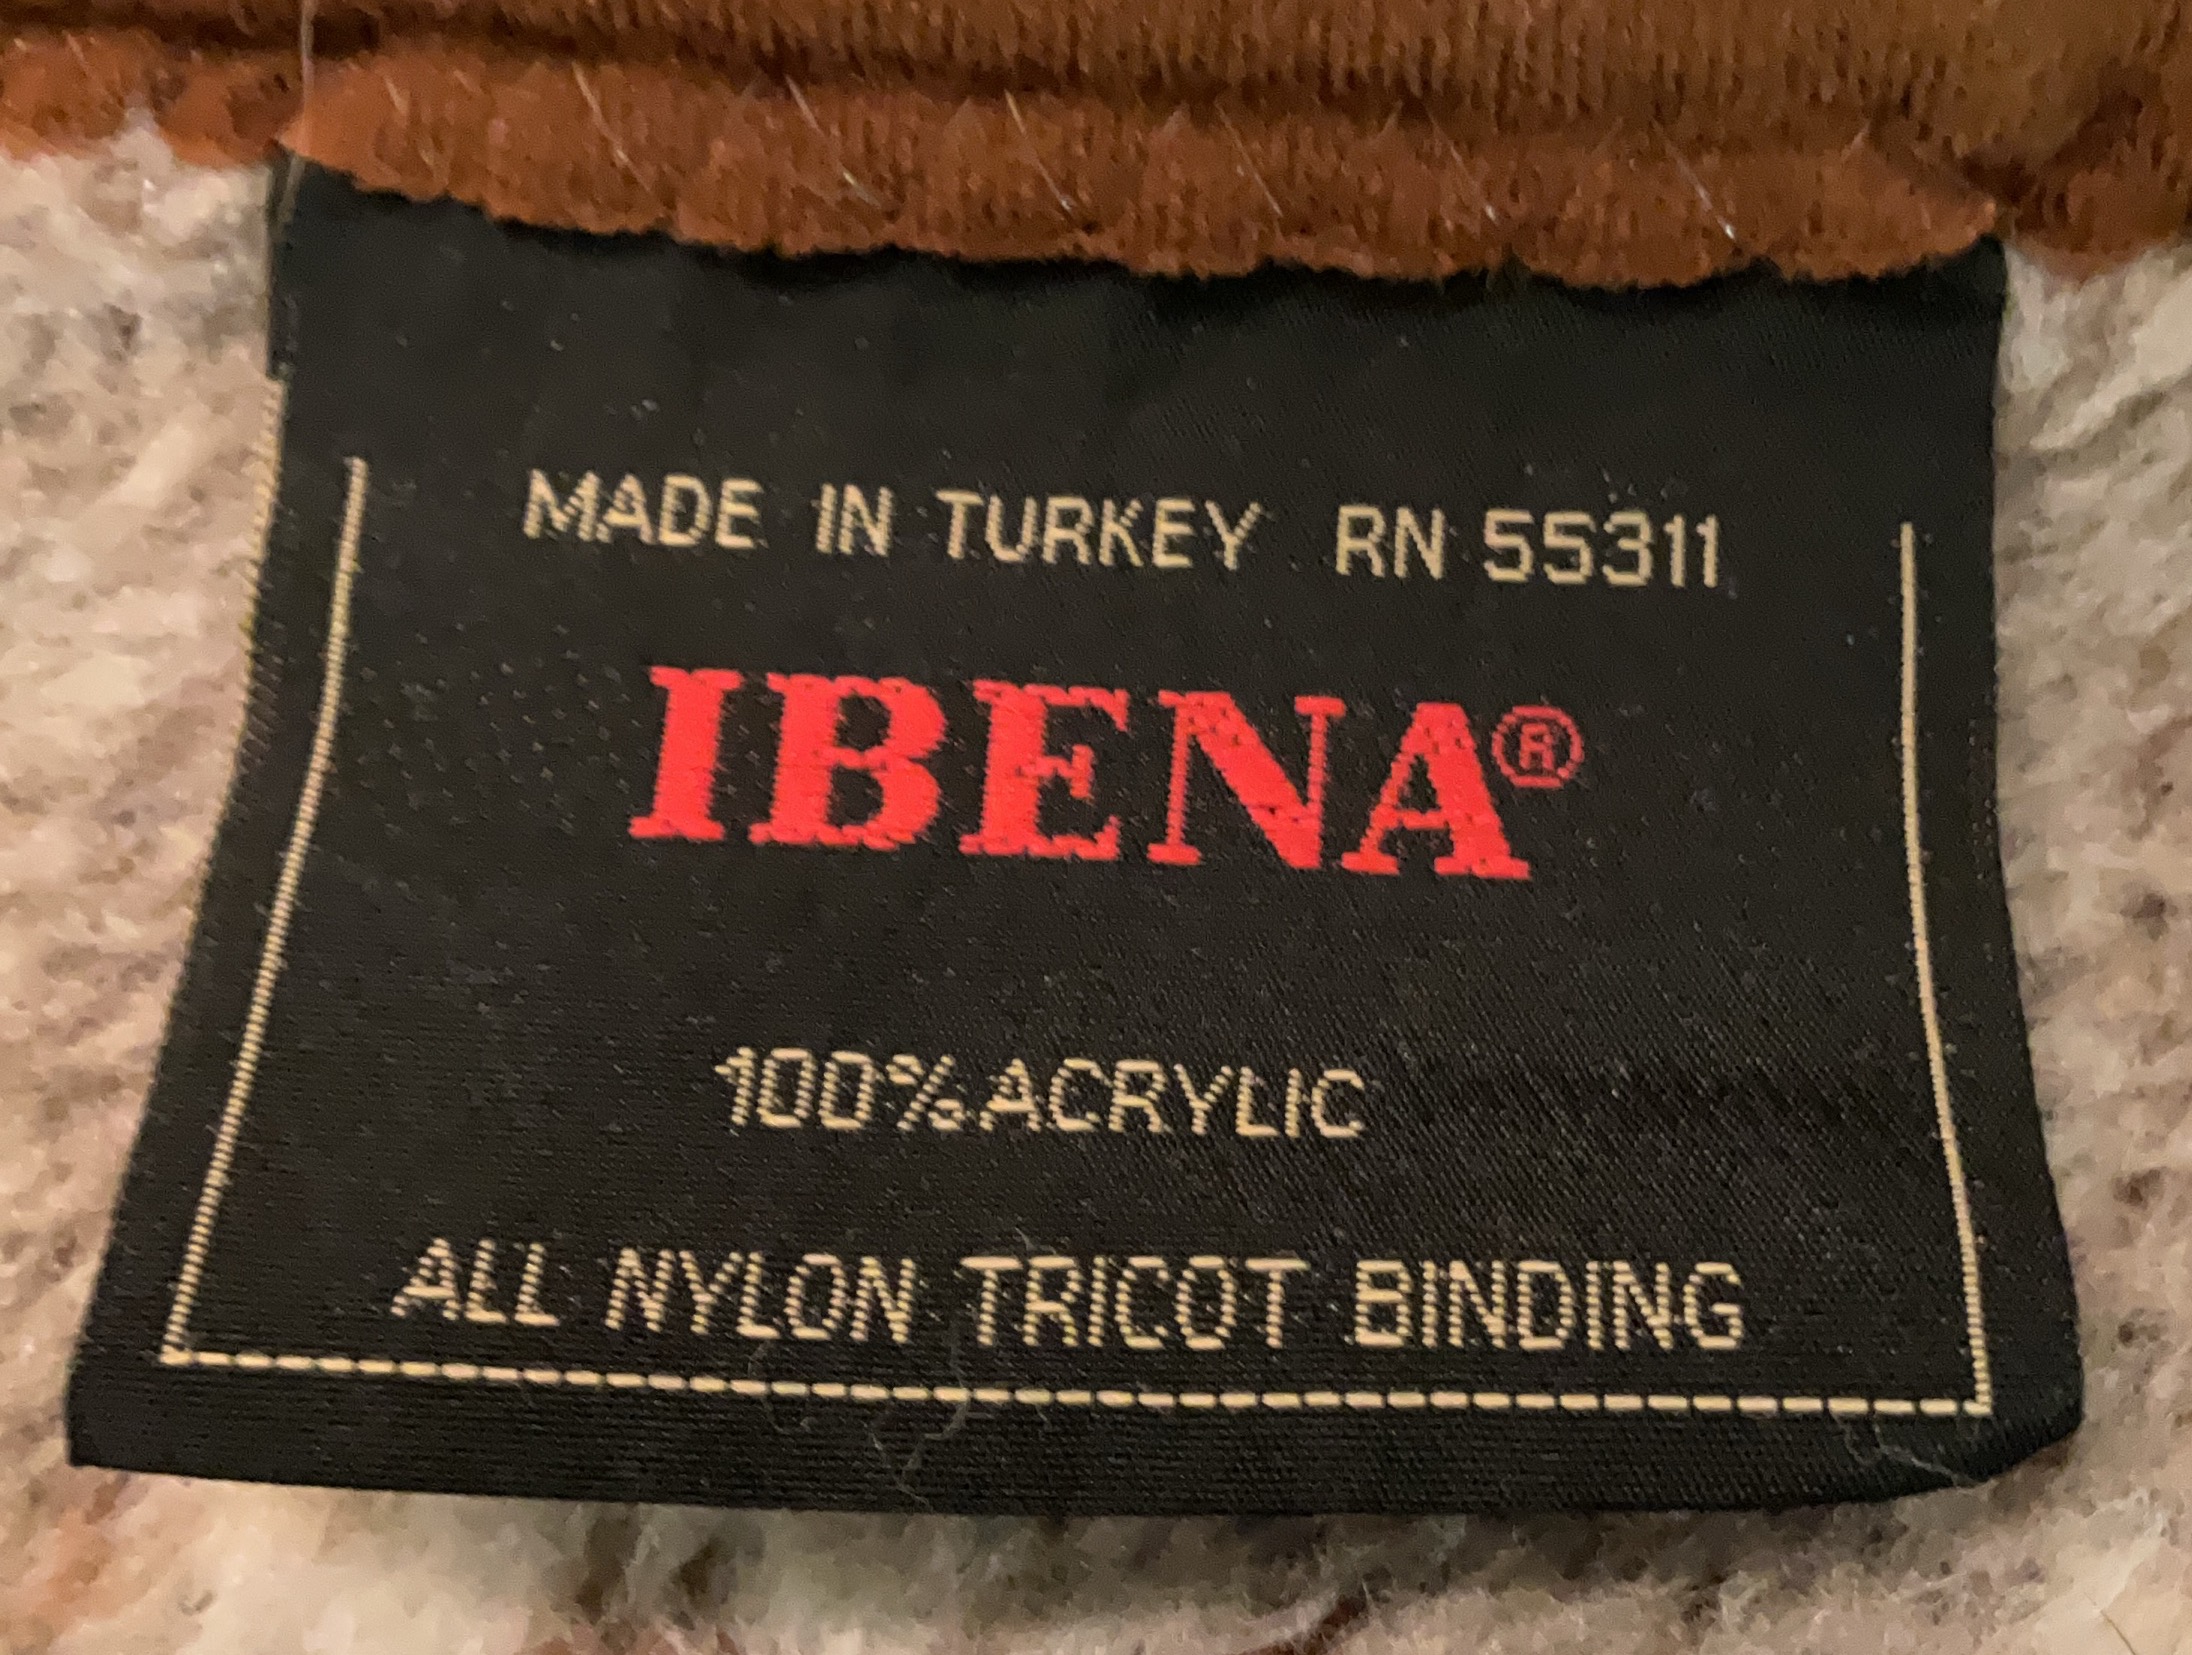 MADE IN TURKEY RN 55311
IBENA®
100% ACRYLIC
ALL NYLON TRICOT BINDING